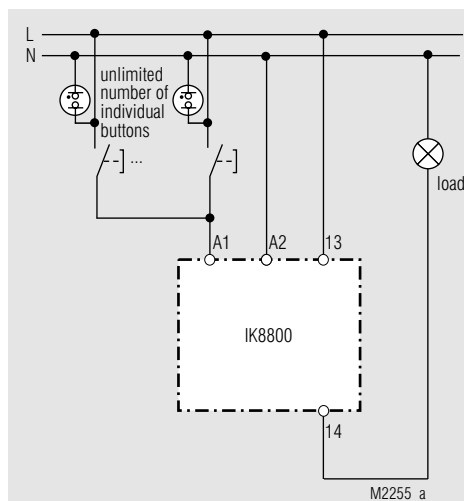 L
N
unlimited
number of
individual
buttons
...
load
A1 A2 13
IK8800
14
M2255_a